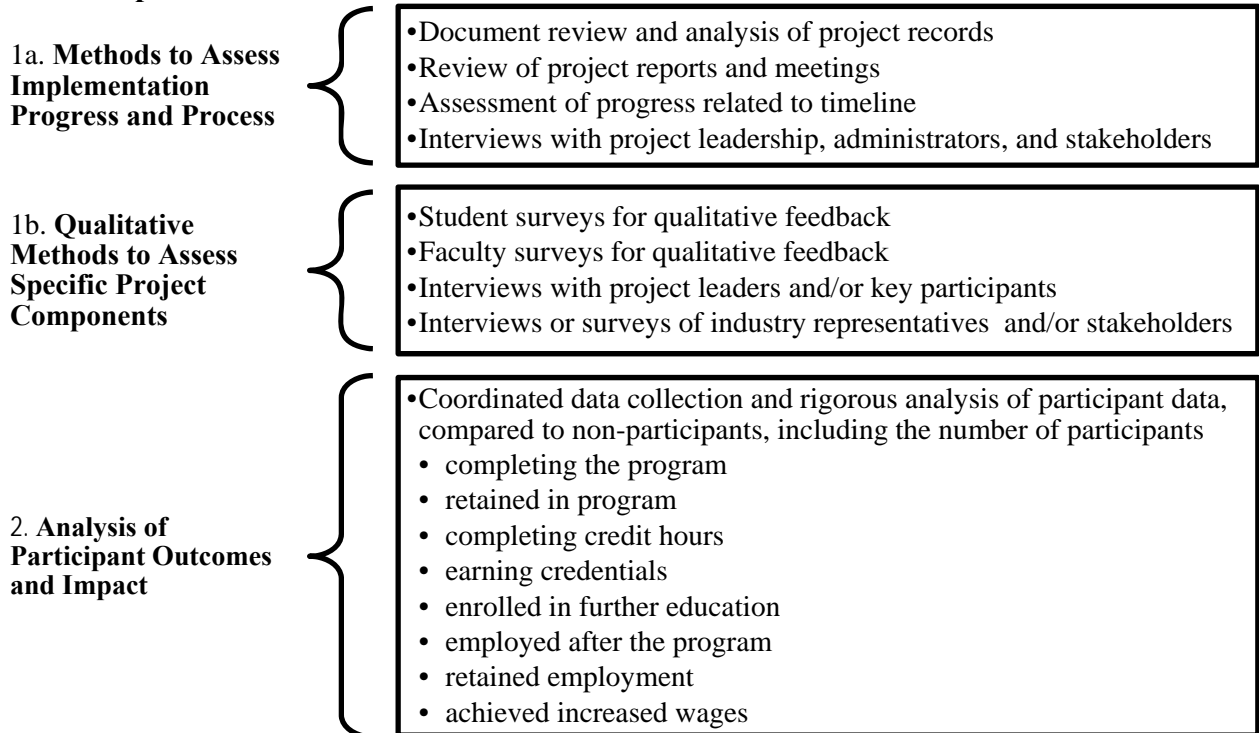 1a. Methods to Assess
Implementation
Progress and Process
•Document review and analysis of project records
•Review of project reports and meetings
•Assessment of progress related to timeline
•Interviews with project leadership, administrators, and stakeholders
1b. Qualitative
Methods to Assess
Specific Project
Components
•Student surveys for qualitative feedback
•Faculty surveys for qualitative feedback
•Interviews with project leaders and/or key participants
•Interviews or surveys of industry representatives and/or stakeholders
2. Analysis of
Participant Outcomes
and Impact
•Coordinated data collection and rigorous analysis of participant data,
compared to non-participants, including the number of participants
• completing the program
• retained in program
• completing credit hours
• earning credentials
• enrolled in further education
• employed after the program
• retained employment
• achieved increased wages